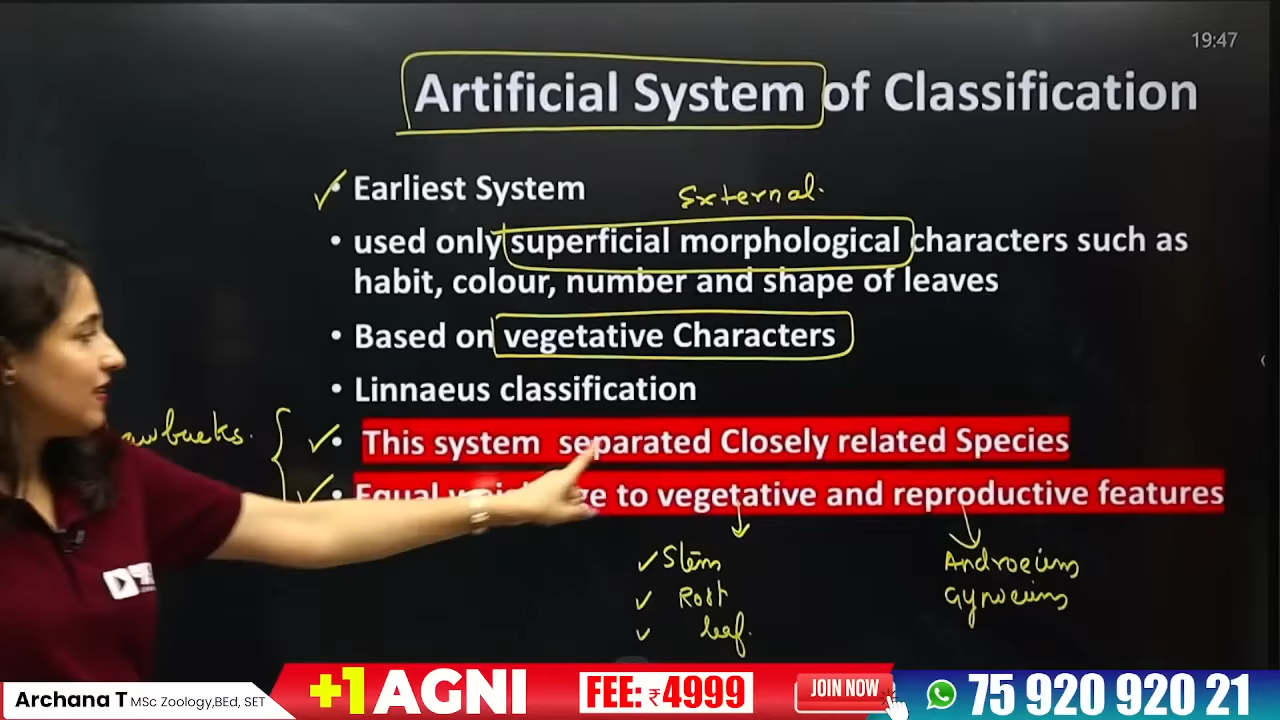 19:47
Artificial System of Classification
• Earliest System
External.
• used only superficial morphological characters such as
habit, colour, number and shape of leaves
• Based on vegetative Characters
• Linnaeus classification
• This system separated Closely related Species
• Equal to vegetative and reproductive features
Stem
Root
leaf.
Androecium
Gynoecium
Archana T MSc Zoology,BEd, SET
+1 AGNI
FEE: ₹4999
JOIN NOW
75 920 920 21